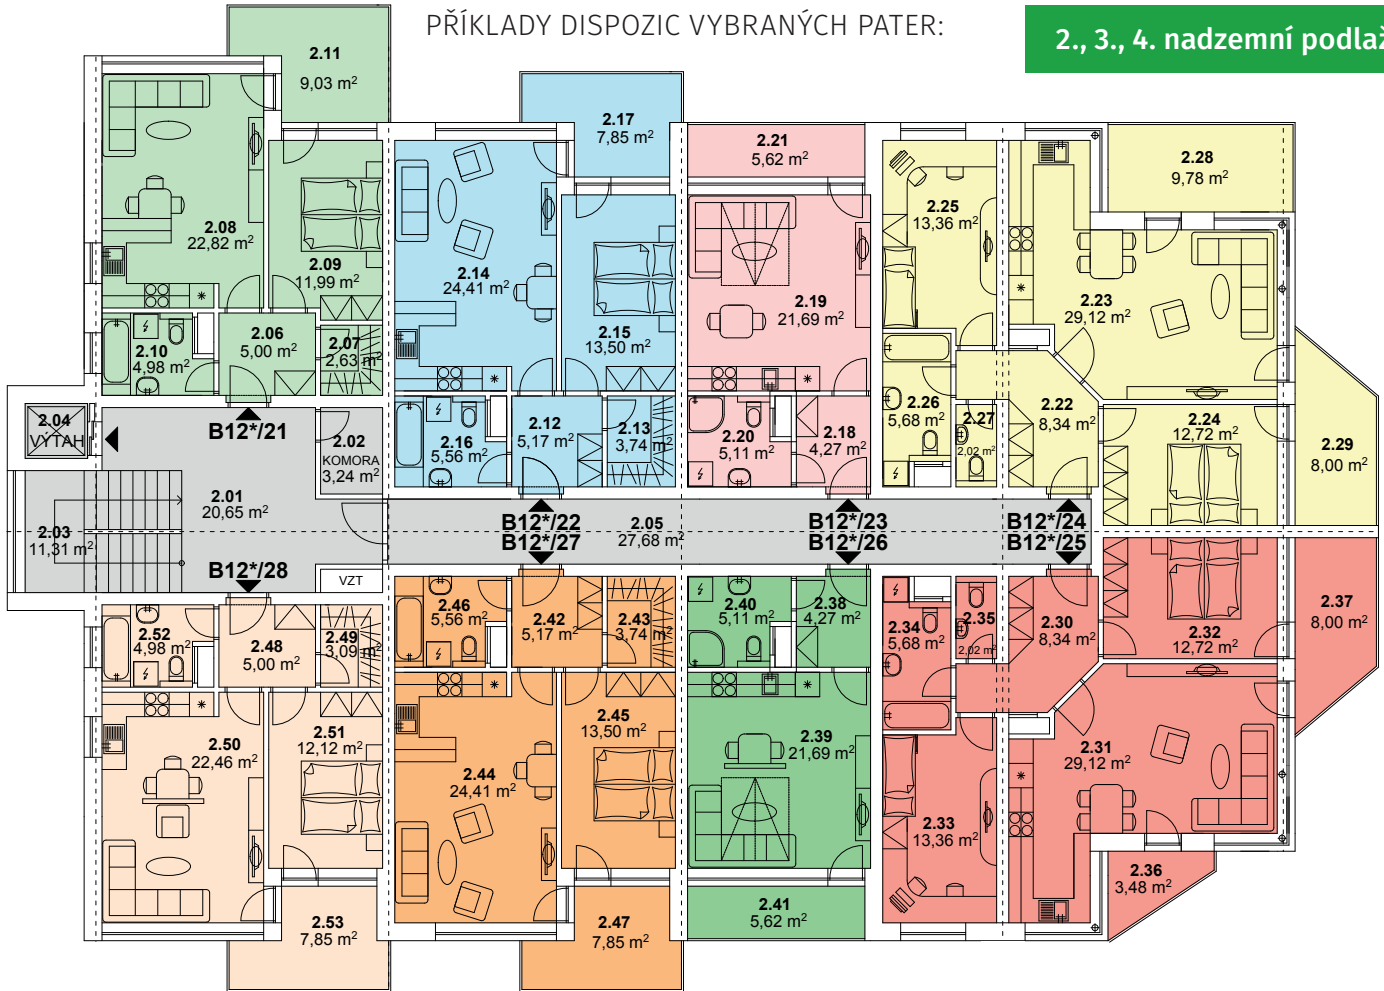 PŘÍKLADY DISPOZIC VYBRANÝCH PATER:
2., 3., 4. nadzemní podlaž
2.11
9,03 m²
2.17
7,85 m²
2.21
5,62 m²
2.28
9,78 m²
2.08
22,82 m²
2.09
11,99 m²
2.14
24,41 m²
2.15
13,50 m²
2.19
21,69 m²
2.25
13,36 m²
2.23
29,12 m²
2.10
4,98 m²
2.06
5,00 m²
2.07
2,63 m²
2.16
5,56 m²
2.12
5,17 m²
2.13
3,74 m²
2.20
5,11 m²
2.18
4,27 m²
2.26
5,68 m²
2.27
2,02 m²
2.22
8,34 m²
2.24
12,72 m²
2.29
8,00 m²
2.04
VÝTAH
B12*/21
2.02
KOMORA
3,24 m²
2.01
20,65 m²
2.03
11,31 m²
B12*/28
VZT
B12*/22
B12*/27
2.05
27,68 m²
B12*/23
B12*/26
B12*/24
B12*/25
2.52
4,98 m²
2.48
5,00 m²
2.49
3,09 m²
2.46
5,56 m²
2.42
5,17 m²
2.43
3,74 m²
2.40
5,11 m²
2.38
4,27 m²
2.34
5,68 m²
2.35
2,02 m²
2.30
8,34 m²
2.32
12,72 m²
2.37
8,00 m²
2.50
22,46 m²
2.51
12,12 m²
2.44
24,41 m²
2.45
13,50 m²
2.39
21,69 m²
2.33
13,36 m²
2.31
29,12 m²
2.36
3,48 m²
2.53
7,85 m²
2.47
7,85 m²
2.41
5,62 m²